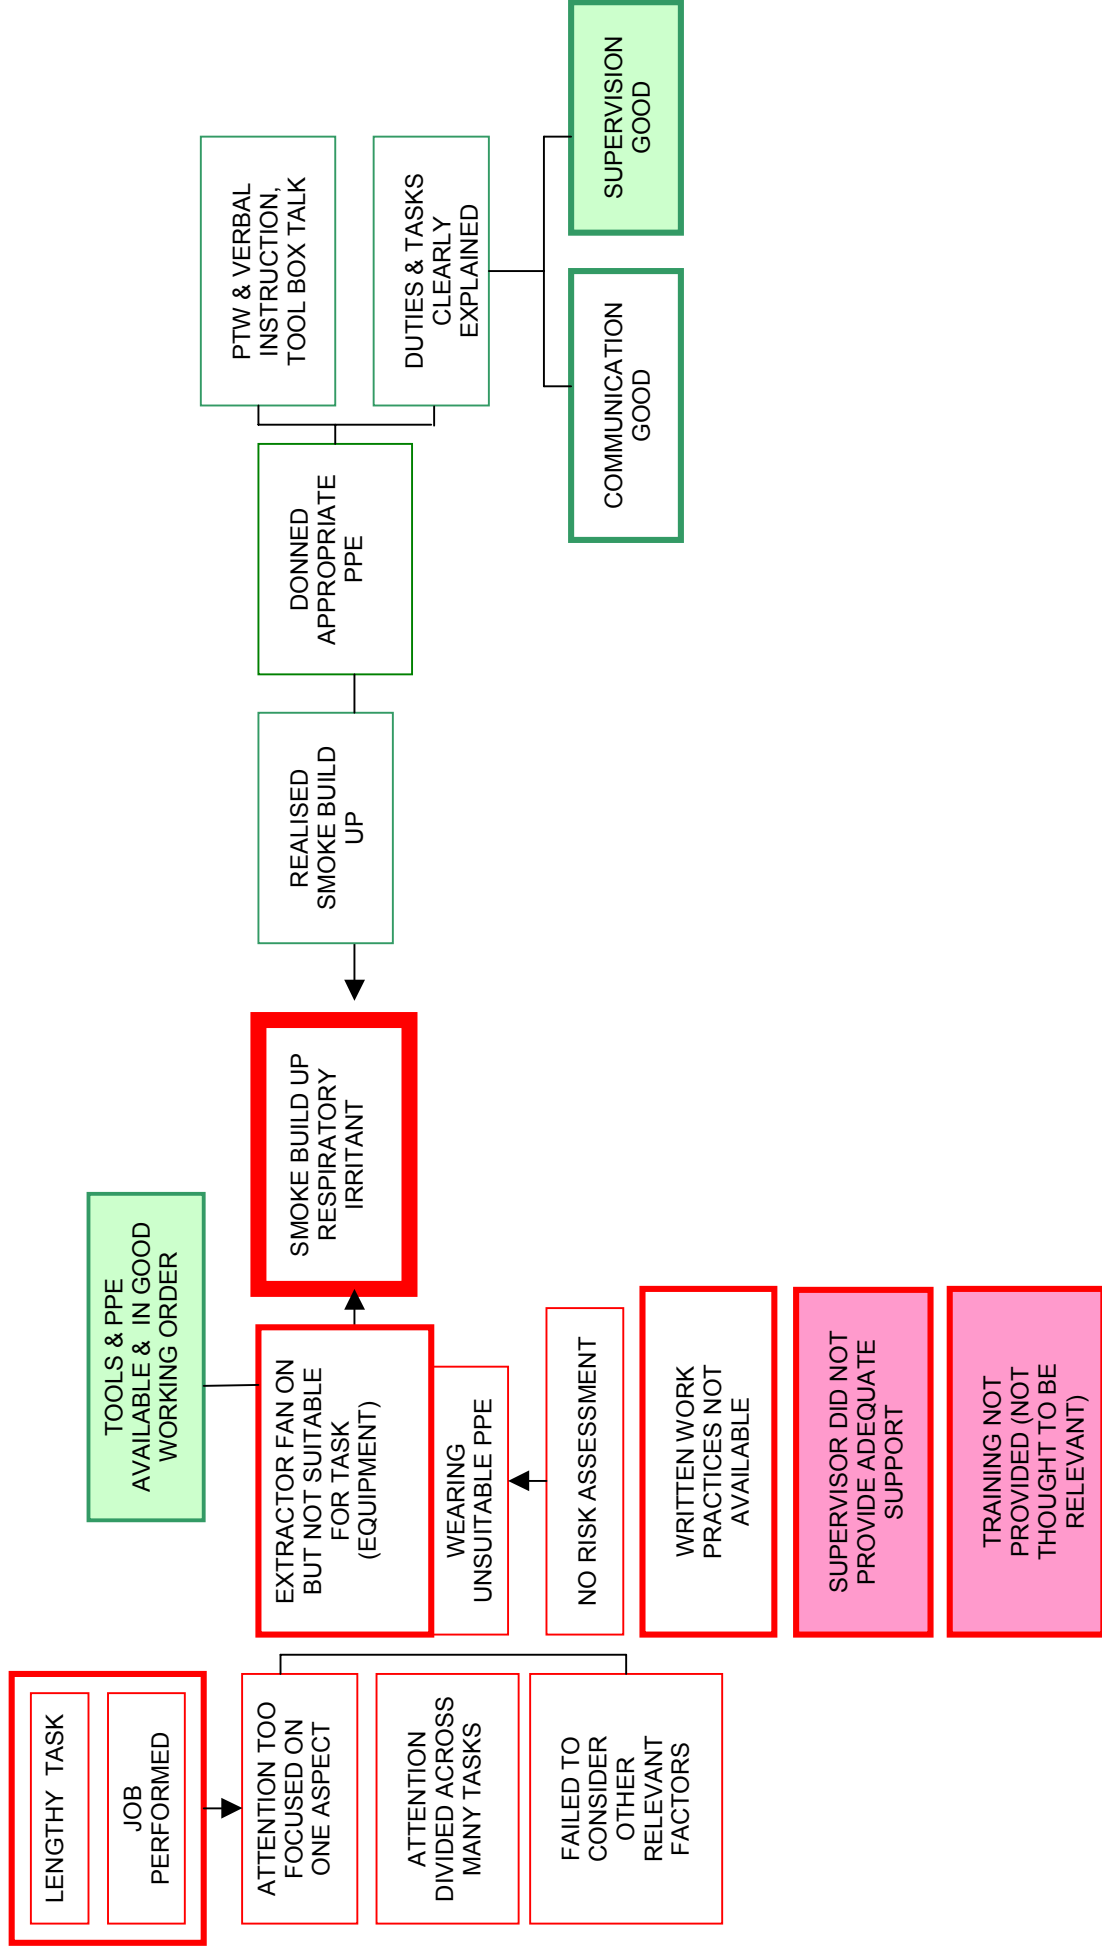 LENGTHY TASK
JOB
PERFORMED
ATTENTION TOO
FOCUSED ON
ONE ASPECT
ATTENTION
DIVIDED ACROSS
MANY TASKS
FAILED TO
CONSIDER
OTHER
RELEVANT
FACTORS
TOOLS & PPE
AVAILABLE & IN GOOD
WORKING ORDER
EXTRACTOR FAN ON
BUT NOT SUITABLE
FOR TASK
(EQUIPMENT)
WEARING
UNSUITABLE PPE
NO RISK ASSESSMENT
WRITTEN WORK
PRACTICES NOT
AVAILABLE
SUPERVISOR DID NOT
PROVIDE ADEQUATE
SUPPORT
TRAINING NOT
PROVIDED (NOT
THOUGHT TO BE
RELEVANT)
SMOKE BUILD UP
RESPIRATORY
IRRITANT
REALISED
SMOKE BUILD
UP
DONNED
APPROPRIATE
PPE
PTW & VERBAL
INSTRUCTION,
TOOL BOX TALK
DUTIES & TASKS
CLEARLY
EXPLAINED
COMMUNICATION
GOOD
SUPERVISION
GOOD